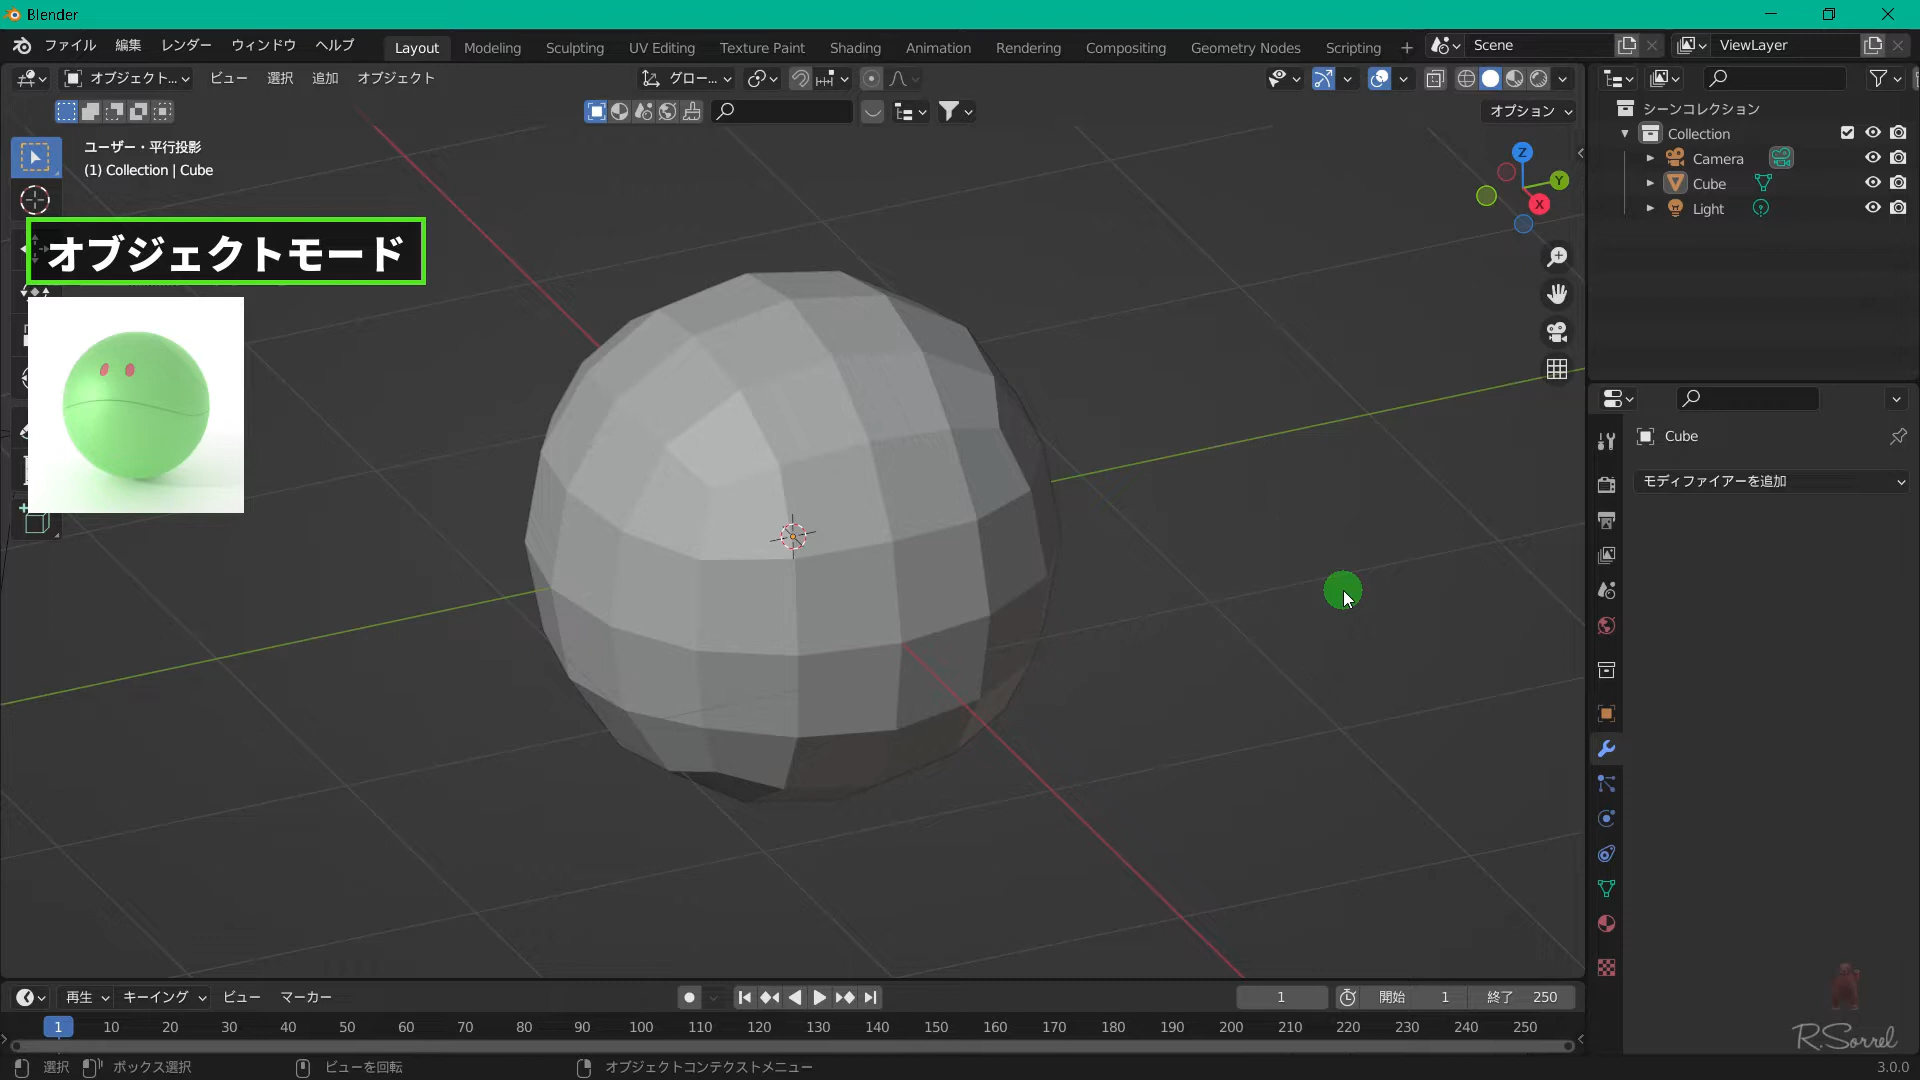 Blender
ファイル 編集 レンダー ウィンドウ ヘルプ Layout Modeling Sculpting UV Editing Texture Paint Shading Animation Rendering Compositing Geometry Nodes Scripting + Scene ViewLayer
オブジェクト... ビュー 選択 追加 オブジェクト グロー...
オプション
ユーザー・平行投影
(1) Collection | Cube
オブジェクトモード
Z
Y
X
シーンコレクション
Collection
Camera
Cube
Light
Cube
モディファイアーを追加
再生 キーイング ビュー マーカー 1 開始 1 終了 250
1 10 20 30 40 50 60 70 80 90 100 110 120 130 140 150 160 170 180 190 200 210 220 230 240 250
選択 ボックス選択 ビューを回転 オブジェクトコンテクストメニュー 3.0.0
R.Sorrel